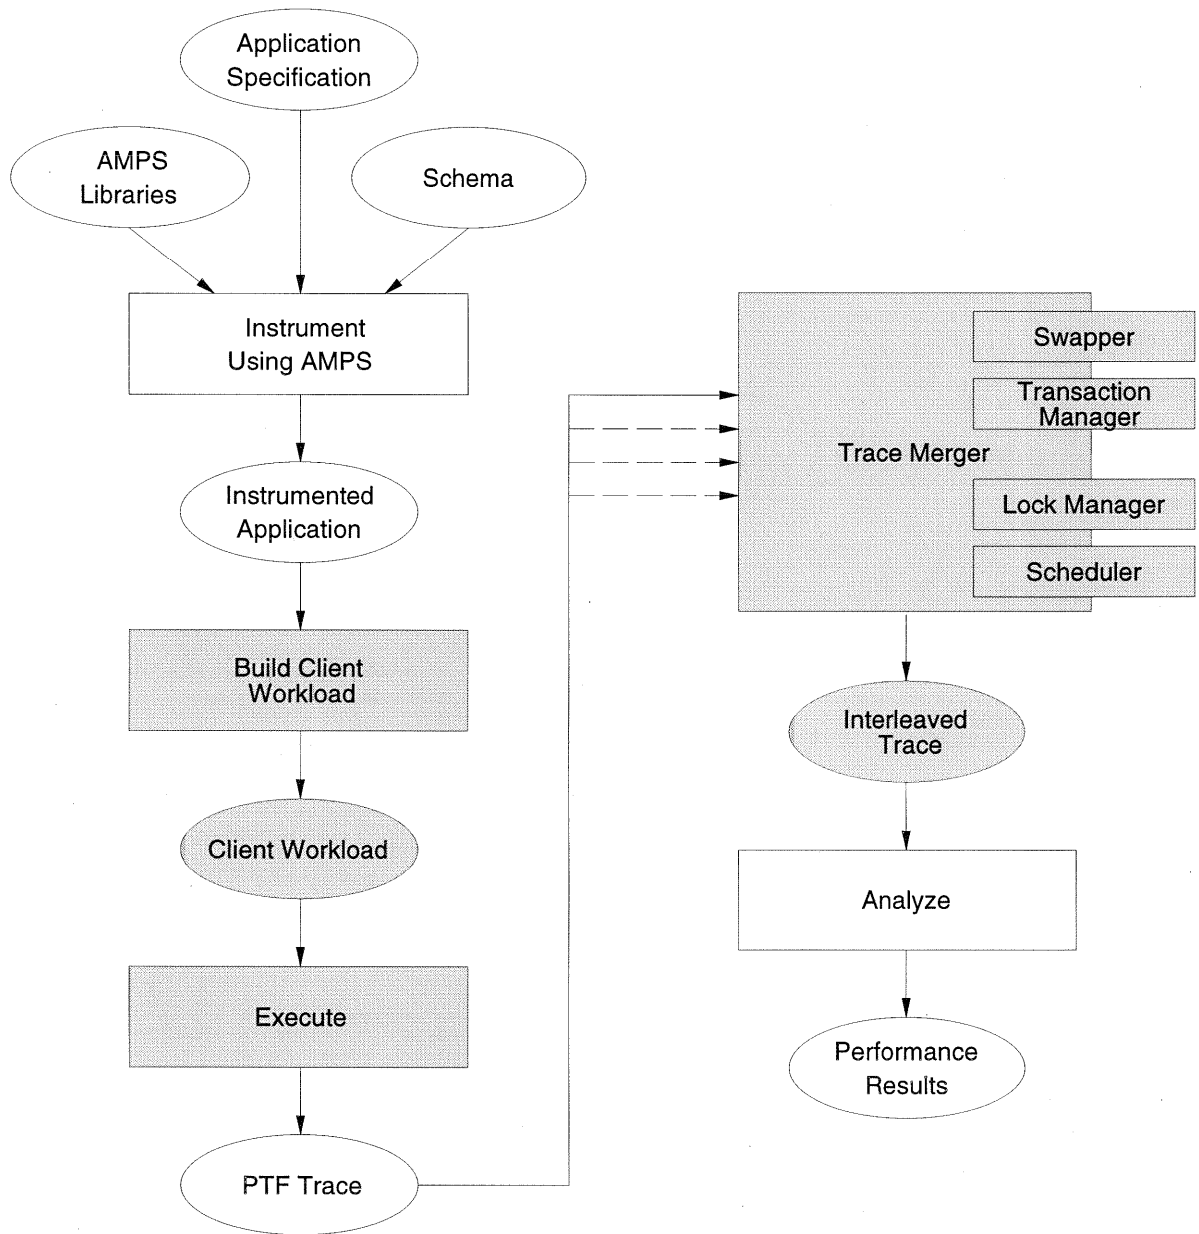 Application
Specification
AMPS
Libraries
Schema
Instrument
Using AMPS
Instrumented
Application
Build Client
Workload
Client Workload
Execute
PTF Trace
Trace Merger
Swapper
Transaction
Manager
Lock Manager
Scheduler
Interleaved
Trace
Analyze
Performance
Results